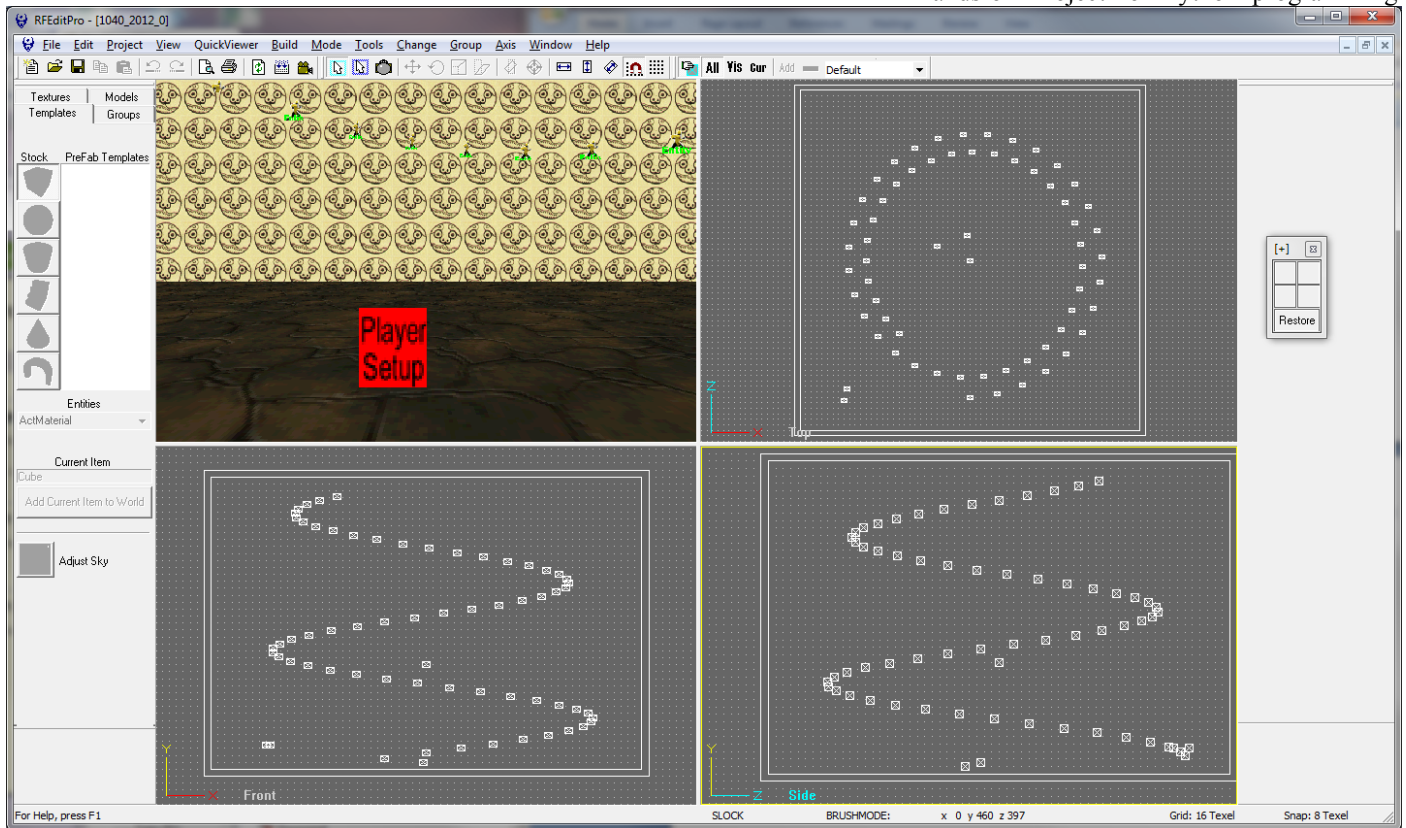 RFEditPro - [1040_2012_0]
File Edit Project View QuickViewer Build Mode Tools Change Group Axis Window Help
All Vis Cur Add Default
Textures Models
Templates Groups
Stock PreFab Templates
Entities
ActMaterial
Current Item
Cube
Add Current Item to World
Adjust Sky
Player
Setup
Z
X
Top
[+]
Restore
Y
X
Front
Y
Z
Side
For Help, press F1
SLOCK BRUSHMODE: x 0 y 460 z 397 Grid: 16 Texel Snap: 8 Texel